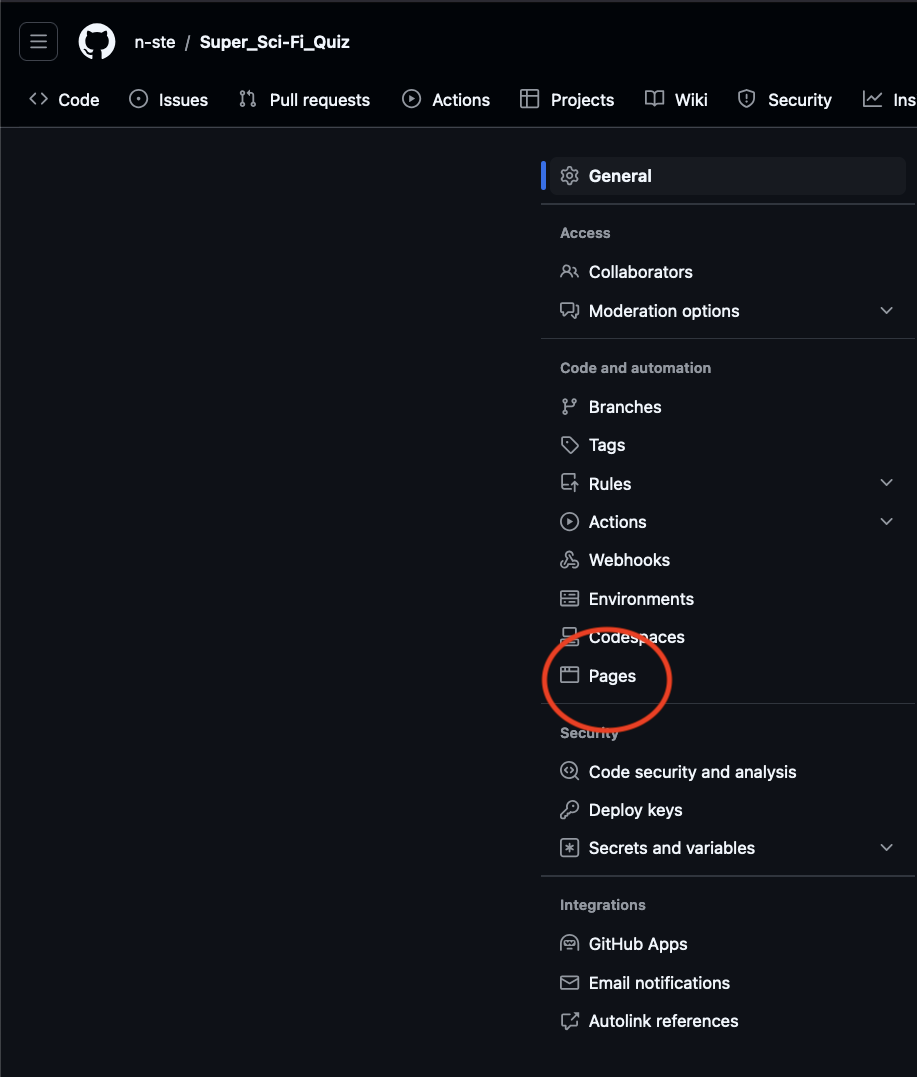 n-ste / Super_Sci-Fi_Quiz
Code Issues Pull requests Actions Projects Wiki Security Ins
General
Access
Collaborators
Moderation options
Code and automation
Branches
Tags
Rules
Actions
Webhooks
Environments
Codespaces
Pages
Security
Code security and analysis
Deploy keys
Secrets and variables
Integrations
GitHub Apps
Email notifications
Autolink references